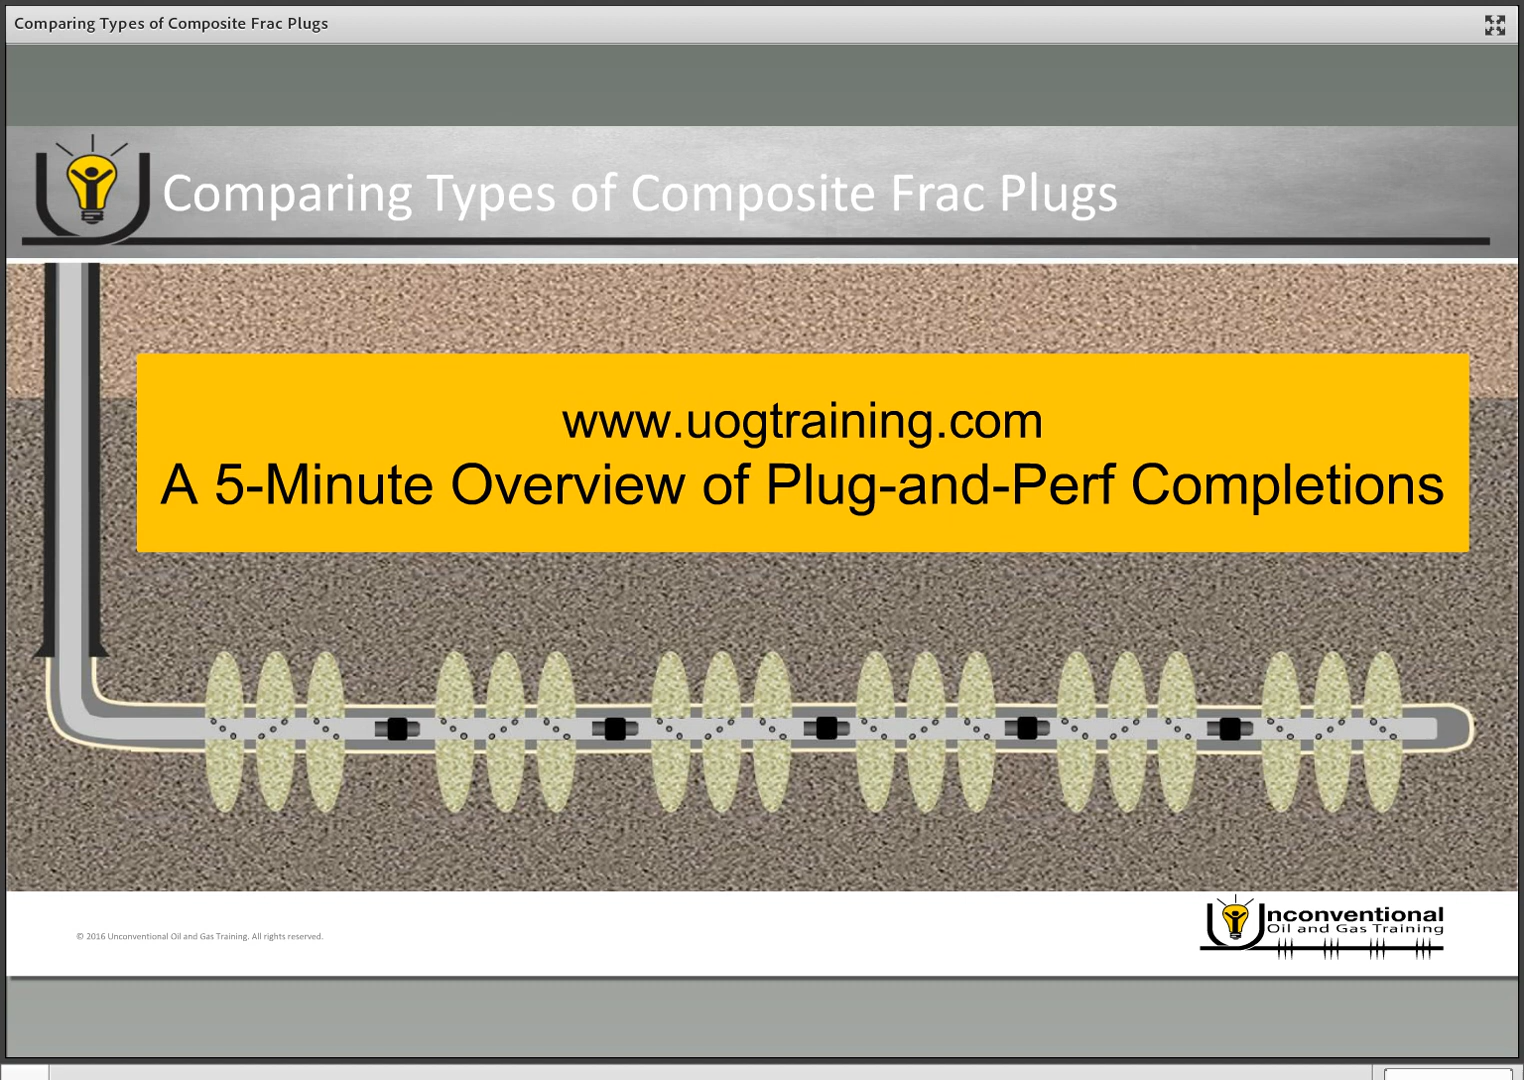 Comparing Types of Composite Frac Plugs
Comparing Types of Composite Frac Plugs
www.uogtraining.com
A 5-Minute Overview of Plug-and-Perf Completions
© 2016 Unconventional Oil and Gas Training. All rights reserved.
Unconventional
Oil and Gas Training